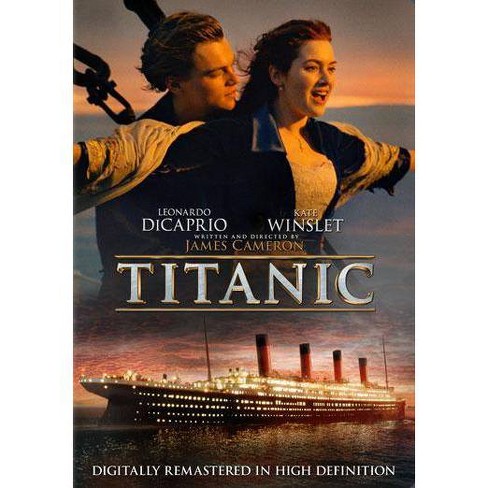 LEONARDO
DiCAPRIO
KATE
WINSLET
WRITTEN AND DIRECTED BY
JAMES CAMERON
TITANIC
DIGITALLY REMASTERED IN HIGH DEFINITION